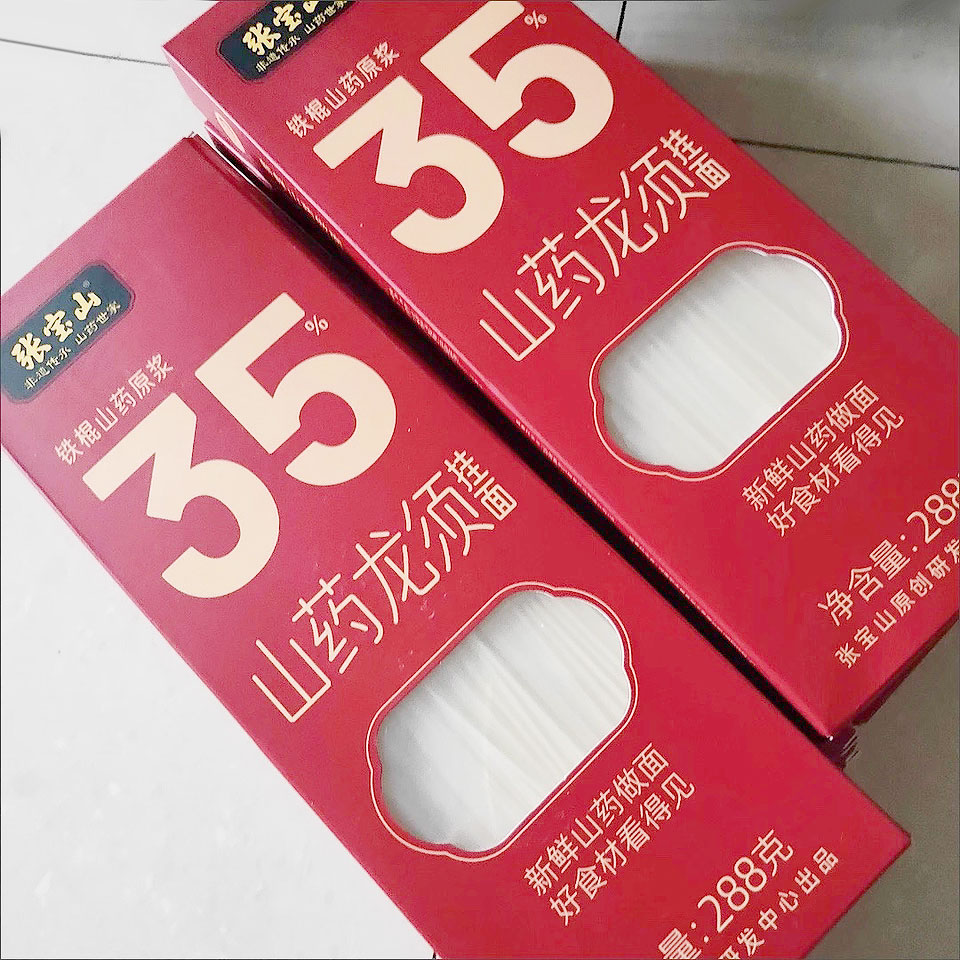 张宝山
非遗传承 山药世家
铁棍山药原浆
35%
山药龙须挂面
新鲜山药做面
好食材看得见
净含量:288
张宝山原创研发
张宝山
非遗传承 山药世家
铁棍山药原浆
35%
山药龙须挂面
新鲜山药做面
好食材看得见
量:288克
研发中心出品